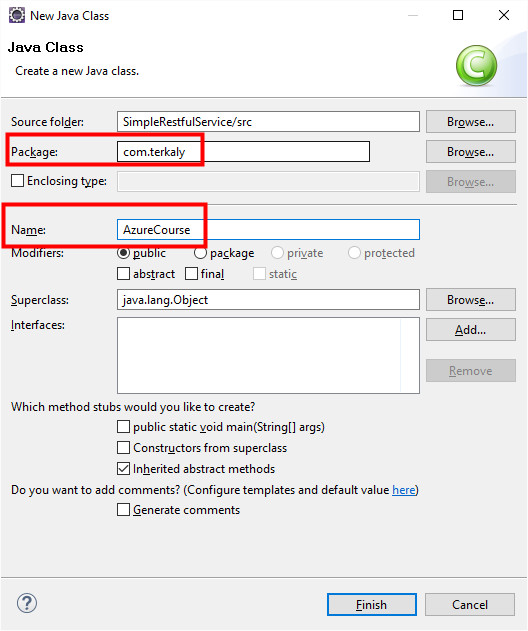 New Java Class
Java Class
Create a new Java class.
C
Source folder: SimpleRestfulService/src Browse...
Package: com.terkaly Browse...
Enclosing type: Browse...
Name: AzureCourse
Modifiers: public package private protected
abstract final static
Superclass: java.lang.Object Browse...
Interfaces: Add...
Remove
Which method stubs would you like to create?
public static void main(String[] args)
Constructors from superclass
Inherited abstract methods
Do you want to add comments? (Configure templates and default value here)
Generate comments
? Finish Cancel